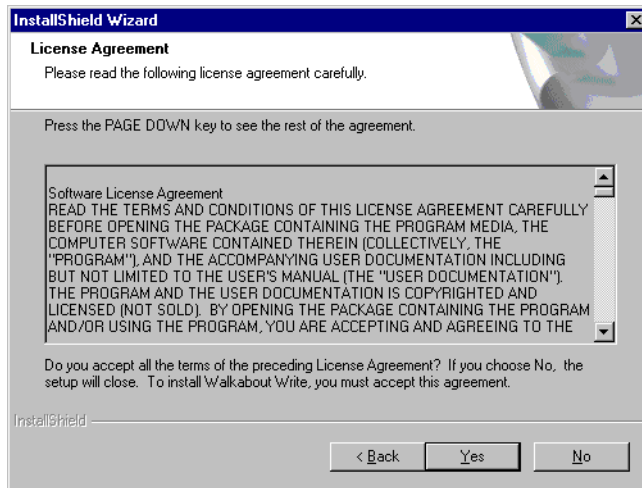 InstallShield Wizard
License Agreement
Please read the following license agreement carefully.
Press the PAGE DOWN key to see the rest of the agreement.
Software License Agreement
READ THE TERMS AND CONDITIONS OF THIS LICENSE AGREEMENT CAREFULLY
BEFORE OPENING THE PACKAGE CONTAINING THE PROGRAM MEDIA, THE
COMPUTER SOFTWARE CONTAINED THEREIN (COLLECTIVELY, THE
"PROGRAM"), AND THE ACCOMPANYING USER DOCUMENTATION INCLUDING
BUT NOT LIMITED TO THE USER'S MANUAL (THE "USER DOCUMENTATION").
THE PROGRAM AND THE USER DOCUMENTATION IS COPYRIGHTED AND
LICENSED (NOT SOLD).  BY OPENING THE PACKAGE CONTAINING THE PROGRAM
AND/OR USING THE PROGRAM, YOU ARE ACCEPTING AND AGREEING TO THE
Do you accept all the terms of the preceding License Agreement?  If you choose No,  the
setup will close.  To install Walkabout Write, you must accept this agreement.
InstallShield
< Back
Yes
No